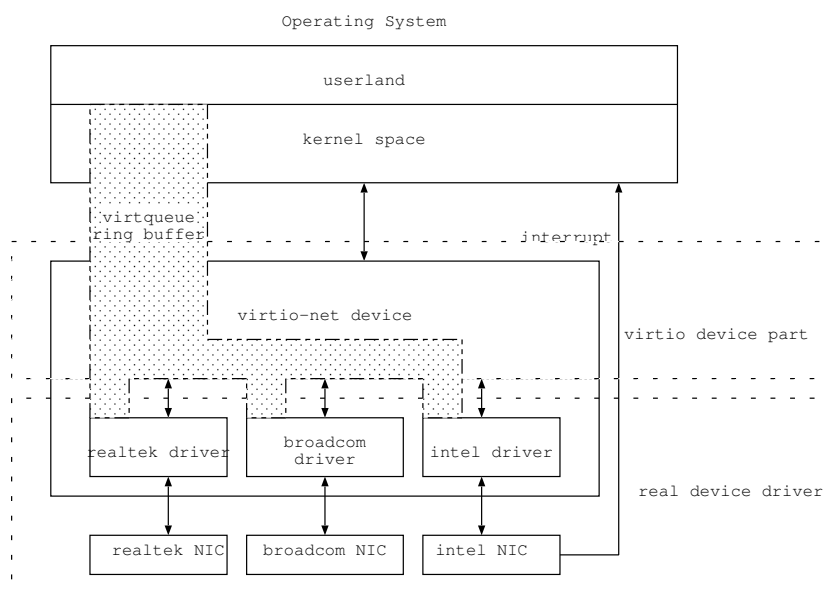 Operating System
userland
kernel space
virtqueue
ring buffer
interrupt
virtio-net device
virtio device part
realtek driver
broadcom
driver
intel driver
real device driver
realtek NIC
broadcom NIC
intel NIC